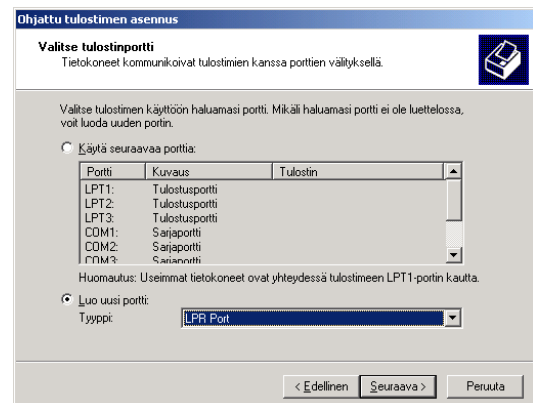 Ohjattu tulostimen asennus
Valitse tulostinportti
Tietokoneet kommunikoivat tulostimien kanssa porttien välityksellä.
Valitse tulostimen käyttöön haluamasi portti. Mikäli haluamasi portti ei ole luettelossa,
voit luoda uuden portin.
Käytä seuraavaa porttia:
Portti Kuvaus Tulostin
LPT1: Tulostusportti
LPT2: Tulostusportti
LPT3: Tulostusportti
COM1: Sarjaportti
COM2: Sarjaportti
COM3: Sarjaportti
Huomautus: Useimmat tietokoneet ovat yhteydessä tulostimeen LPT1-portin kautta.
Luo uusi portti:
Tyyppi: LPR Port
< Edellinen Seuraava > Peruuta